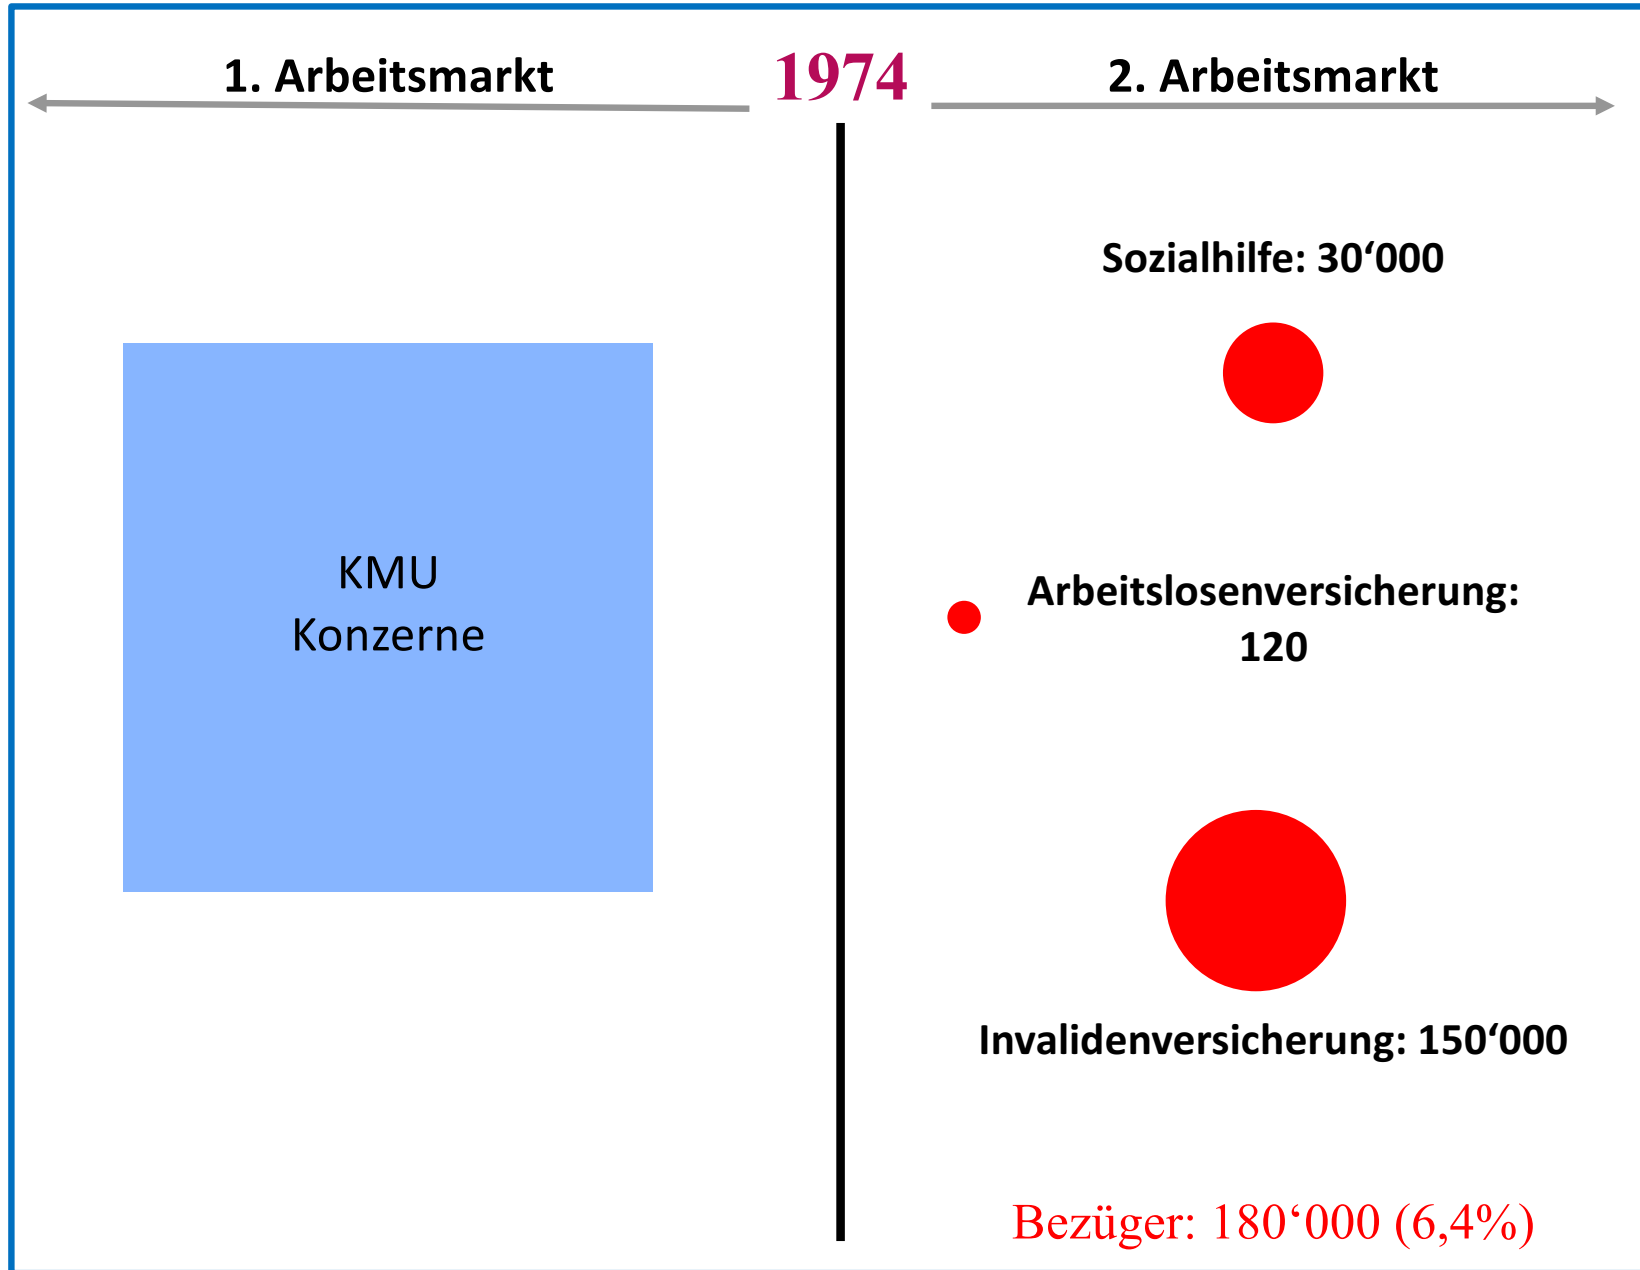 1. Arbeitsmarkt
1974
2. Arbeitsmarkt
Sozialhilfe: 30‘000
KMU
Konzerne
Arbeitslosenversicherung:
120
Invalidenversicherung: 150‘000
Bezüger: 180‘000 (6,4%)